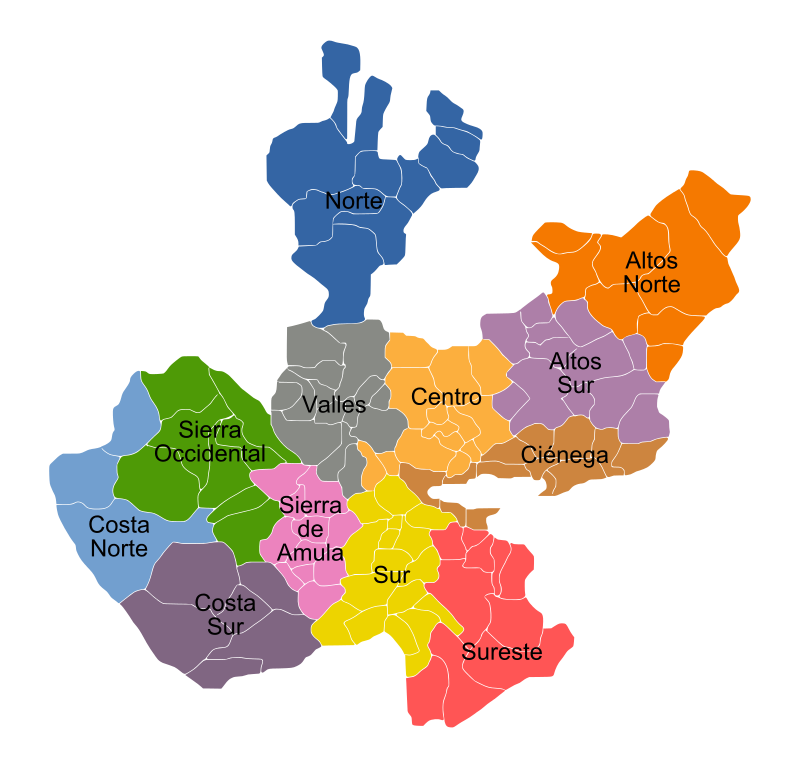 Norte
Altos
Norte
Altos
Sur
Centro
Valles
Sierra
Occidental
Ciénega
Sierra
de
Amula
Costa
Norte
Sur
Costa
Sur
Sureste